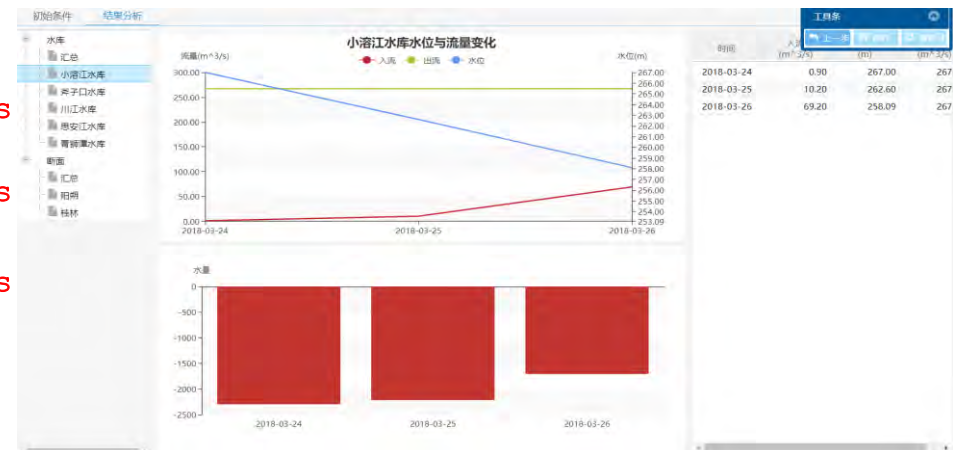 初始条件 结果分析
工具条
水库
汇总
小溶江水库
斧子口水库
川江水库
思安江水库
青狮潭水库
断面
汇总
阳朔
桂林
s
s
s
小溶江水库水位与流量变化
流量(m^3/s)
入流 出流 水位
水位(m)
300.00
250.00
200.00
150.00
100.00
50.00
0.00
267.00
266.00
265.00
264.00
263.00
262.00
261.00
260.00
259.00
258.00
257.00
256.00
255.00
254.00
253.09
2018-03-24 2018-03-25 2018-03-26
水量
0
-500
-1000
-1500
-2000
-2500
2018-03-24 2018-03-25 2018-03-26
上一步
时间
(m^3/s) (m) (m^3/s)
2018-03-24 0.90 267.00 267
2018-03-25 10.20 262.60 267
2018-03-26 69.20 258.09 267